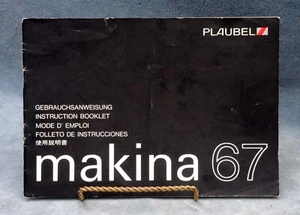 PLAUBEL
GEBRAUCHSANWEISUNG
INSTRUCTION BOOKLET
MODE D' EMPLOI
FOLLETO DE INSTRUCCIONES
使用説明書
makina 67